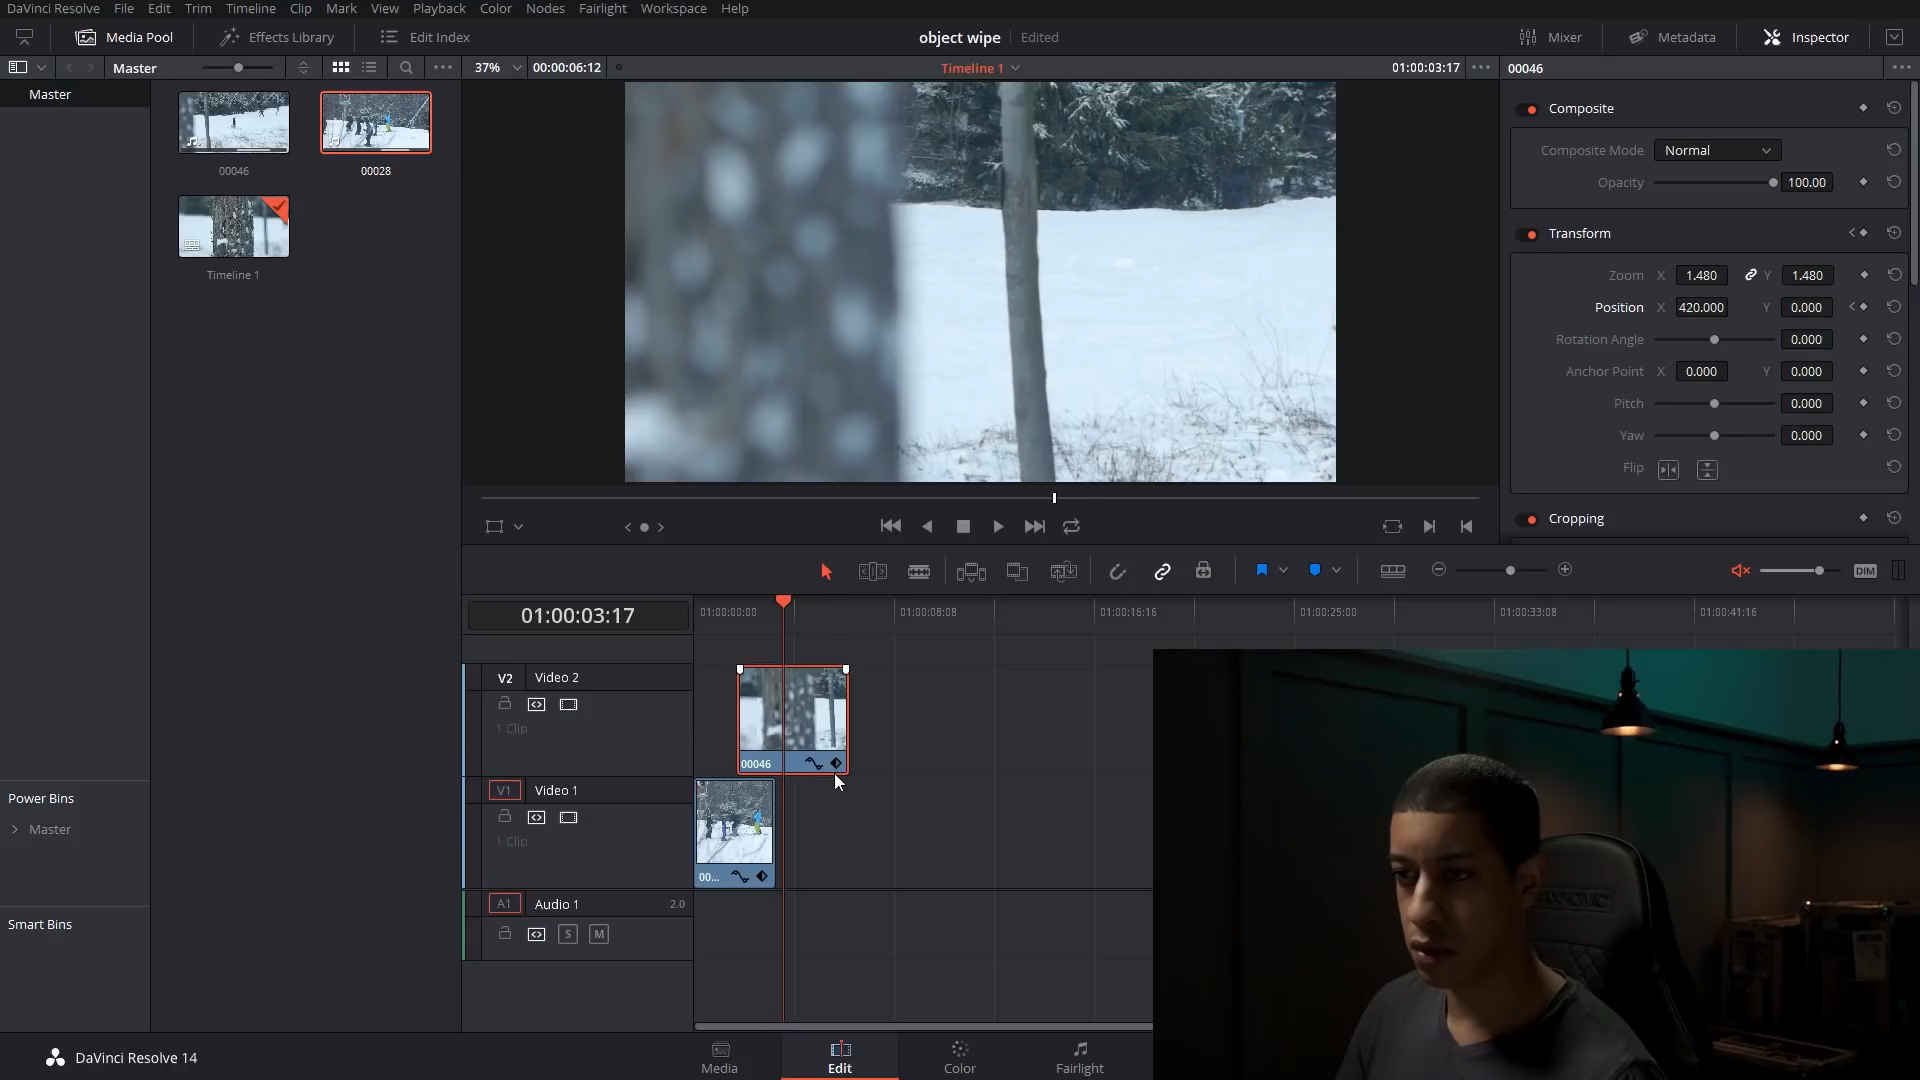 DaVinci Resolve File Edit Trim Timeline Clip Mark View Playback Color Nodes Fairlight Workspace Help
Media Pool Effects Library Edit Index object wipe Edited Mixer Metadata Inspector
Master 37% 00:00:06:12 Timeline 1 01:00:03:17 00046
Master
00046 00028
Timeline 1
Composite
Composite Mode Normal
Opacity 100.00
Transform
Zoom X 1.480 Y 1.480
Position X 420.000 Y 0.000
Rotation Angle 0.000
Anchor Point X 0.000 Y 0.000
Pitch 0.000
Yaw 0.000
Flip
Cropping
DIM
01:00:03:17 01:00:00:00 01:00:08:08 01:00:16:16 01:00:25:00 01:00:33:08 01:00:41:16
V2 Video 2
1 Clip
00046
V1 Video 1
1 Clip
00...
A1 Audio 1 2.0
S M
Power Bins
Master
Smart Bins
DaVinci Resolve 14
Media Edit Color Fairlight